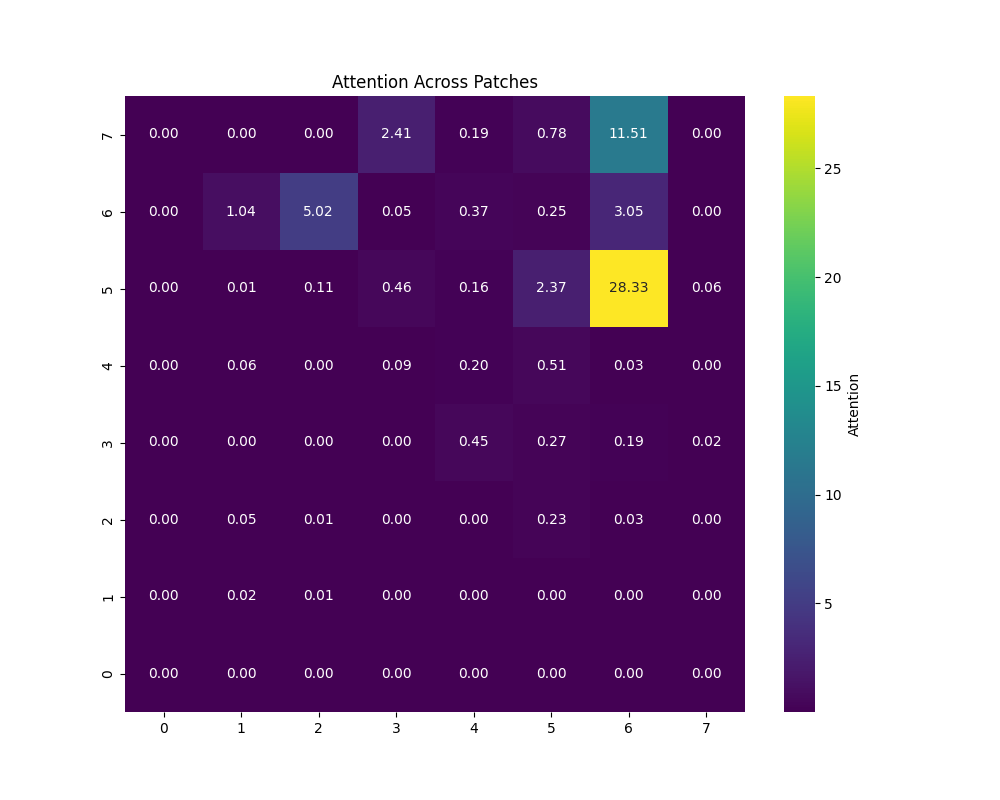 Attention Across Patches
7 0.00 0.00 0.00 2.41 0.19 0.78 11.51 0.00
6 0.00 1.04 5.02 0.05 0.37 0.25 3.05 0.00
5 0.00 0.01 0.11 0.46 0.16 2.37 28.33 0.06
4 0.00 0.06 0.00 0.09 0.20 0.51 0.03 0.00
3 0.00 0.00 0.00 0.00 0.45 0.27 0.19 0.02
2 0.00 0.05 0.01 0.00 0.00 0.23 0.03 0.00
1 0.00 0.02 0.01 0.00 0.00 0.00 0.00 0.00
0 0.00 0.00 0.00 0.00 0.00 0.00 0.00 0.00
0 1 2 3 4 5 6 7
25
20
15
10
5
Attention